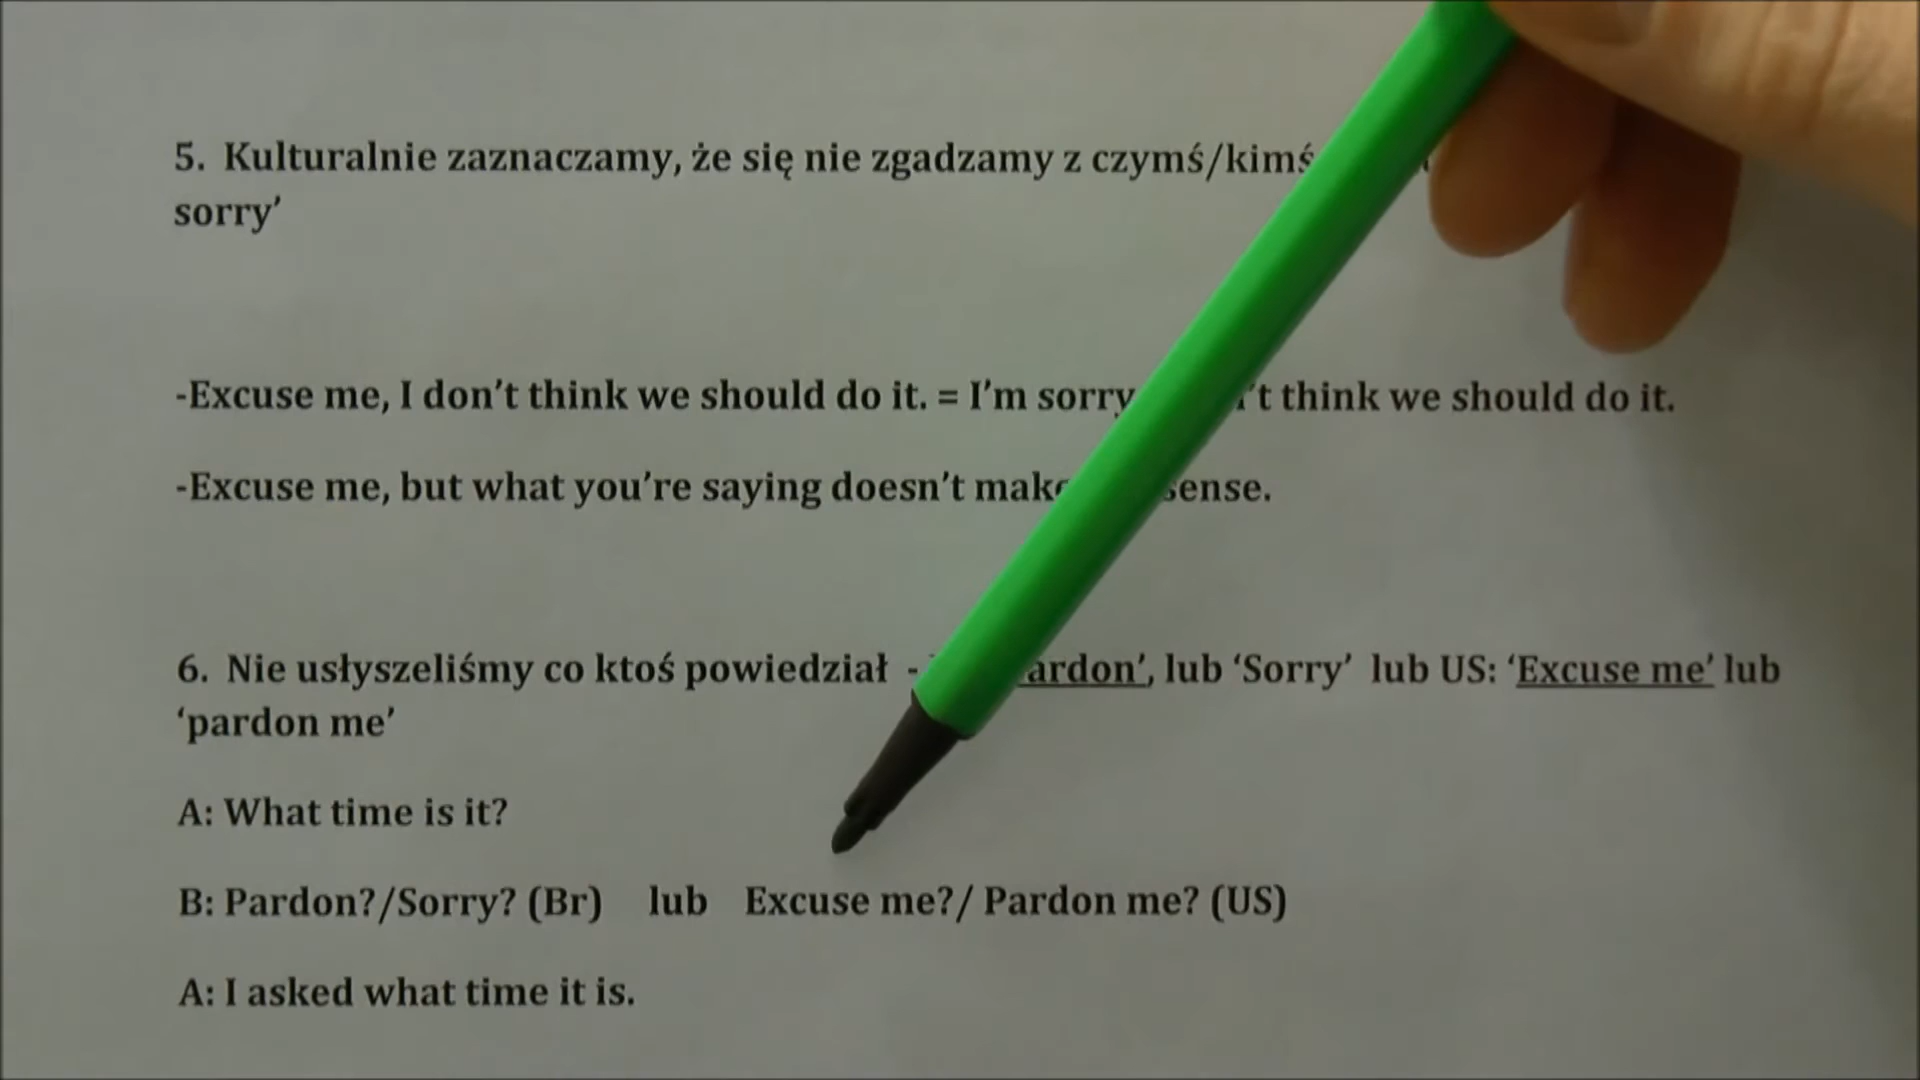 5. Kulturalnie zaznaczamy, że się nie zgadzamy z czymś/kimś
sorry’
-Excuse me, I don’t think we should do it. = I’m sorry think we should do it.
-Excuse me, but what you’re saying doesn’t make sense.
6. Nie usłyszeliśmy co ktoś powiedział - lub ‘Sorry’ lub US: ‘Excuse me’ lub
‘pardon me’
A: What time is it?
B: Pardon?/Sorry? (Br) lub Excuse me?/ Pardon me? (US)
A: I asked what time it is.